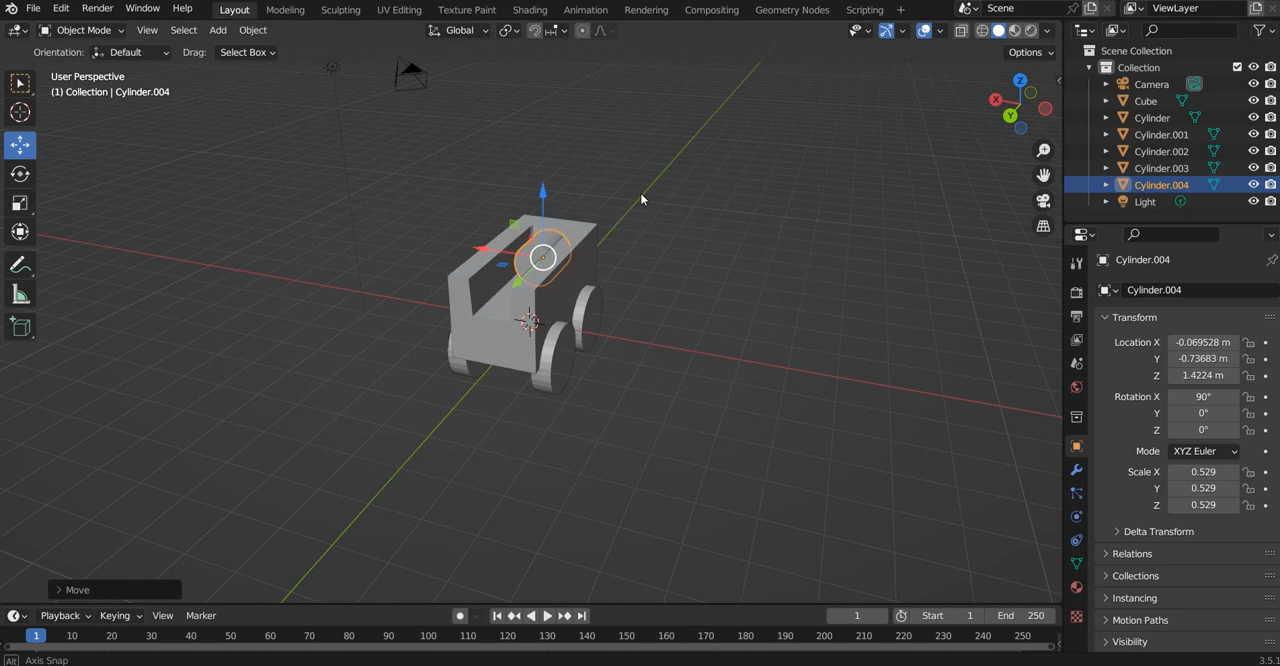 File Edit Render Window Help Layout Modeling Sculpting UV Editing Texture Paint Shading Animation Rendering Compositing Geometry Nodes Scripting + Scene ViewLayer
Object Mode View Select Add Object Global
Orientation: Default Drag: Select Box Options
User Perspective
(1) Collection | Cylinder.004
Z
X
Y
Move
Scene Collection
Collection
Camera
Cube
Cylinder
Cylinder.001
Cylinder.002
Cylinder.003
Cylinder.004
Light
Cylinder.004
Cylinder.004
Transform
Location X -0.069528 m
Y -0.73683 m
Z 1.4224 m
Rotation X 90°
Y 0°
Z 0°
Mode XYZ Euler
Scale X 0.529
Y 0.529
Z 0.529
Delta Transform
Relations
Collections
Instancing
Motion Paths
Visibility
Playback Keying View Marker 1 Start 1 End 250
1 10 20 30 40 50 60 70 80 90 100 110 120 130 140 150 160 170 180 190 200 210 220 230 240 250
Alt Axis Snap 3.5.1